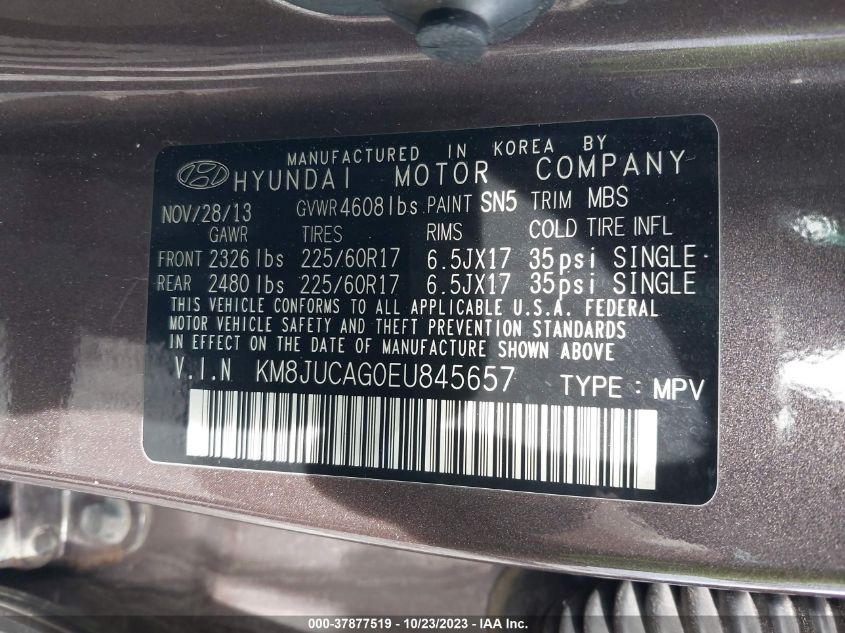 MANUFACTURED IN KOREA BY
HYUNDAI MOTOR COMPANY
NOV/28/13 GVWR 4608lbs PAINT SN5 TRIM MBS
GAWR TIRES RIMS COLD TIRE INFL
FRONT 2326 lbs 225/60R17 6.5JX17 35psi SINGLE
REAR 2480 lbs 225/60R17 6.5JX17 35psi SINGLE
THIS VEHICLE CONFORMS TO ALL APPLICABLE U.S.A. FEDERAL
MOTOR VEHICLE SAFETY AND THEFT PREVENTION STANDARDS
IN EFFECT ON THE DATE OF MANUFACTURE SHOWN ABOVE
V.I.N KM8JUCAG0EU845657 TYPE : MPV
000-37877519 - 10/23/2023 - IAA Inc.